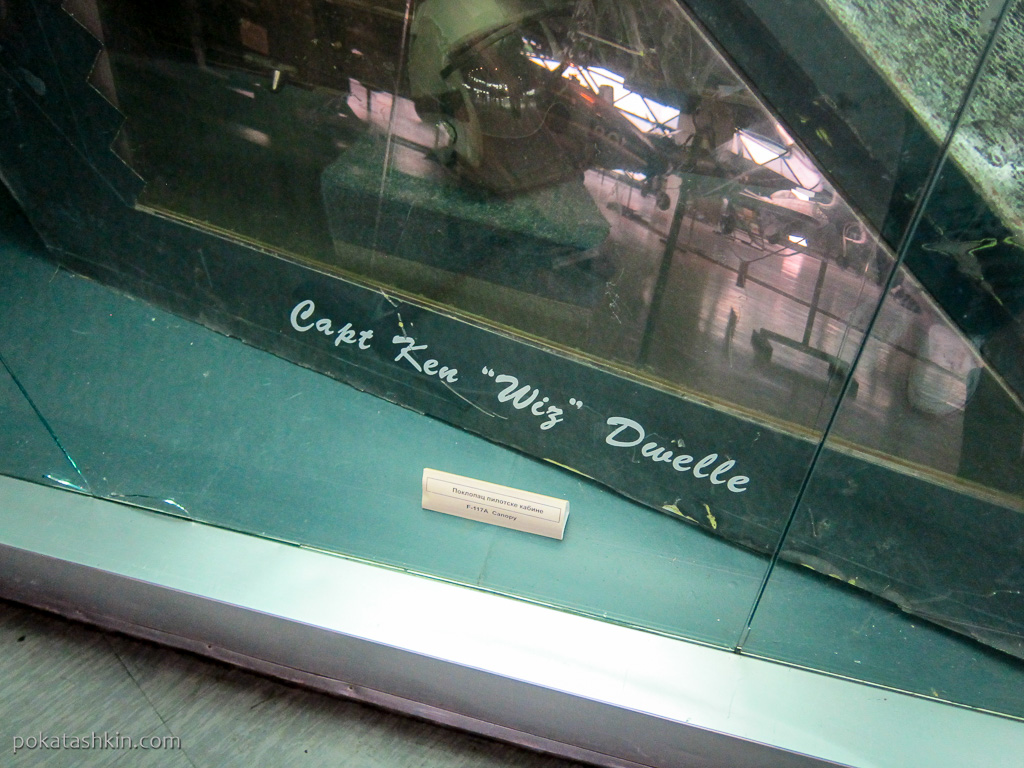 Capt Ken "Wiz" Dwelle
Поклопац пилотске кабине
F-117A Canopy
pokatashkin.com